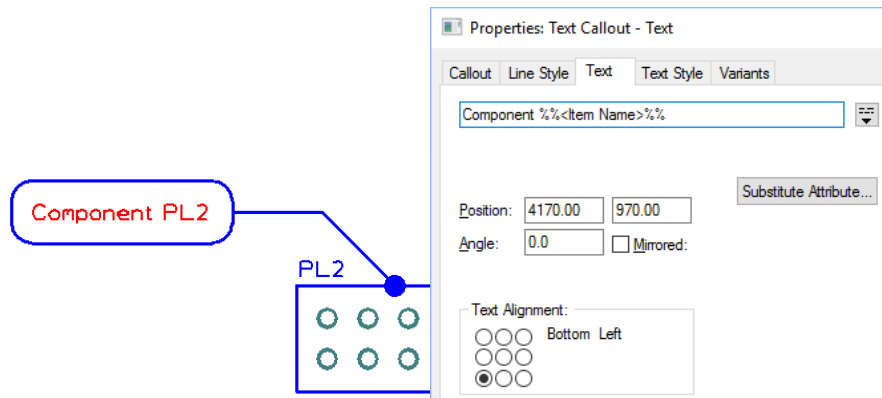 Properties: Text Callout - Text
Callout Line Style Text Text Style Variants
Component %%<Item Name>%%
Substitute Attribute...
Position: 4170.00 970.00
Angle: 0.0 Mirrored:
Text Alignment:
Bottom Left
Component PL2
PL2